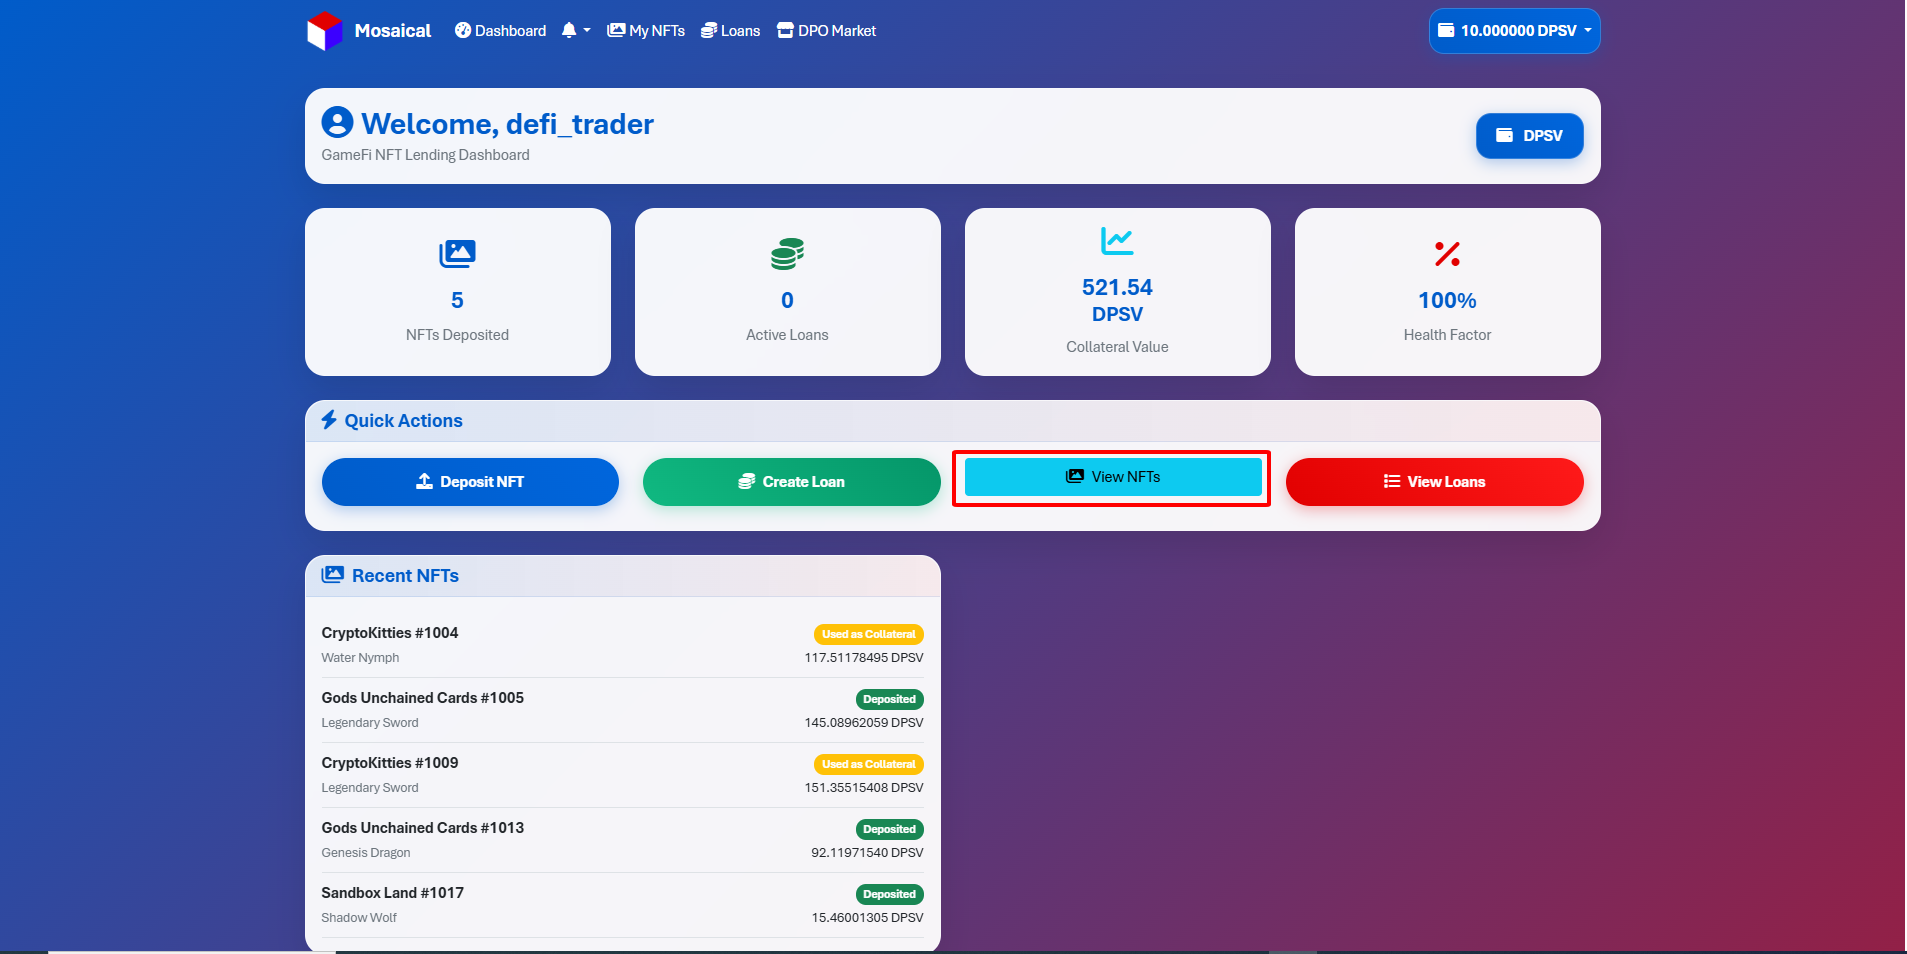 Mosaical
Dashboard
My NFTs
Loans
DPO Market
10.000000 DPSV
Welcome, defi_trader
GameFi NFT Lending Dashboard
DPSV
5
NFTs Deposited
0
Active Loans
521.54
DPSV
Collateral Value
100%
Health Factor
Quick Actions
Deposit NFT
Create Loan
View NFTs
View Loans
Recent NFTs
CryptoKitties #1004
Used as Collateral
Water Nymph
117.51178495 DPSV
Gods Unchained Cards #1005
Deposited
Legendary Sword
145.08962059 DPSV
CryptoKitties #1009
Used as Collateral
Legendary Sword
151.35515408 DPSV
Gods Unchained Cards #1013
Deposited
Genesis Dragon
92.11971540 DPSV
Sandbox Land #1017
Deposited
Shadow Wolf
15.46001305 DPSV